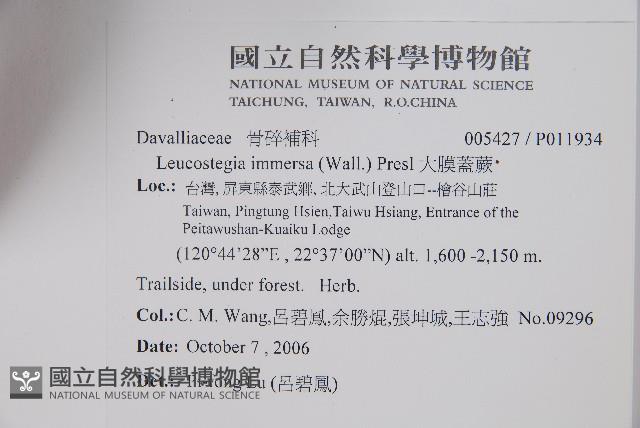 國立自然科學博物館
NATIONAL MUSEUM OF NATURAL SCIENCE
TAICHUNG, TAIWAN, R.O.CHINA
Davalliaceae 骨碎補科 005427 / P011934
Leucostegia immersa (Wall.) Presl 大膜蓋蕨
Loc.: 台灣, 屏東縣泰武鄉, 北大武山登山口--檜谷山莊
Taiwan, Pingtung Hsien,Taiwu Hsiang, Entrance of the
Peitawushan-Kuaiku Lodge
(120°44'28"E , 22°37'00"N) alt. 1,600 -2,150 m.
Trailside, under forest. Herb.
Col.: C. M. Wang,呂碧鳳,余勝焜,張坤城,王志強 No.09296
Date: October 7 , 2006
Det.: Lu (呂碧鳳)
國立自然科學博物館
NATIONAL MUSEUM OF NATURAL SCIENCE